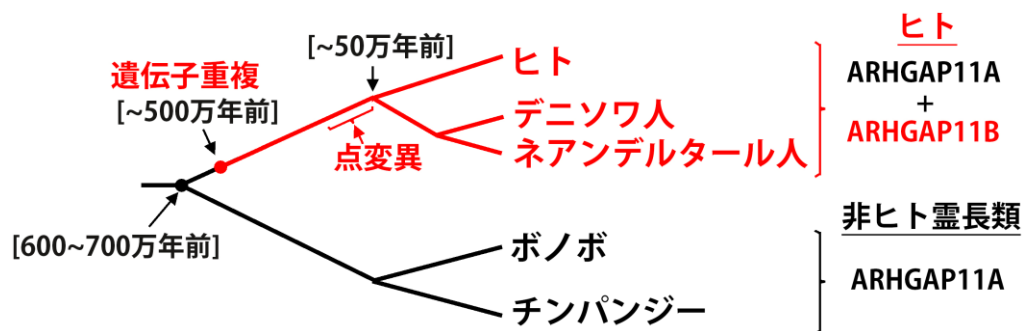 [~50万年前]
遺伝子重複
[~500万年前]
点変異
[600~700万年前]
ヒト
デニソワ人
ネアンデルタール人
ボノボ
チンパンジー
ヒト
ARHGAP11A
+
ARHGAP11B
非ヒト霊長類
ARHGAP11A